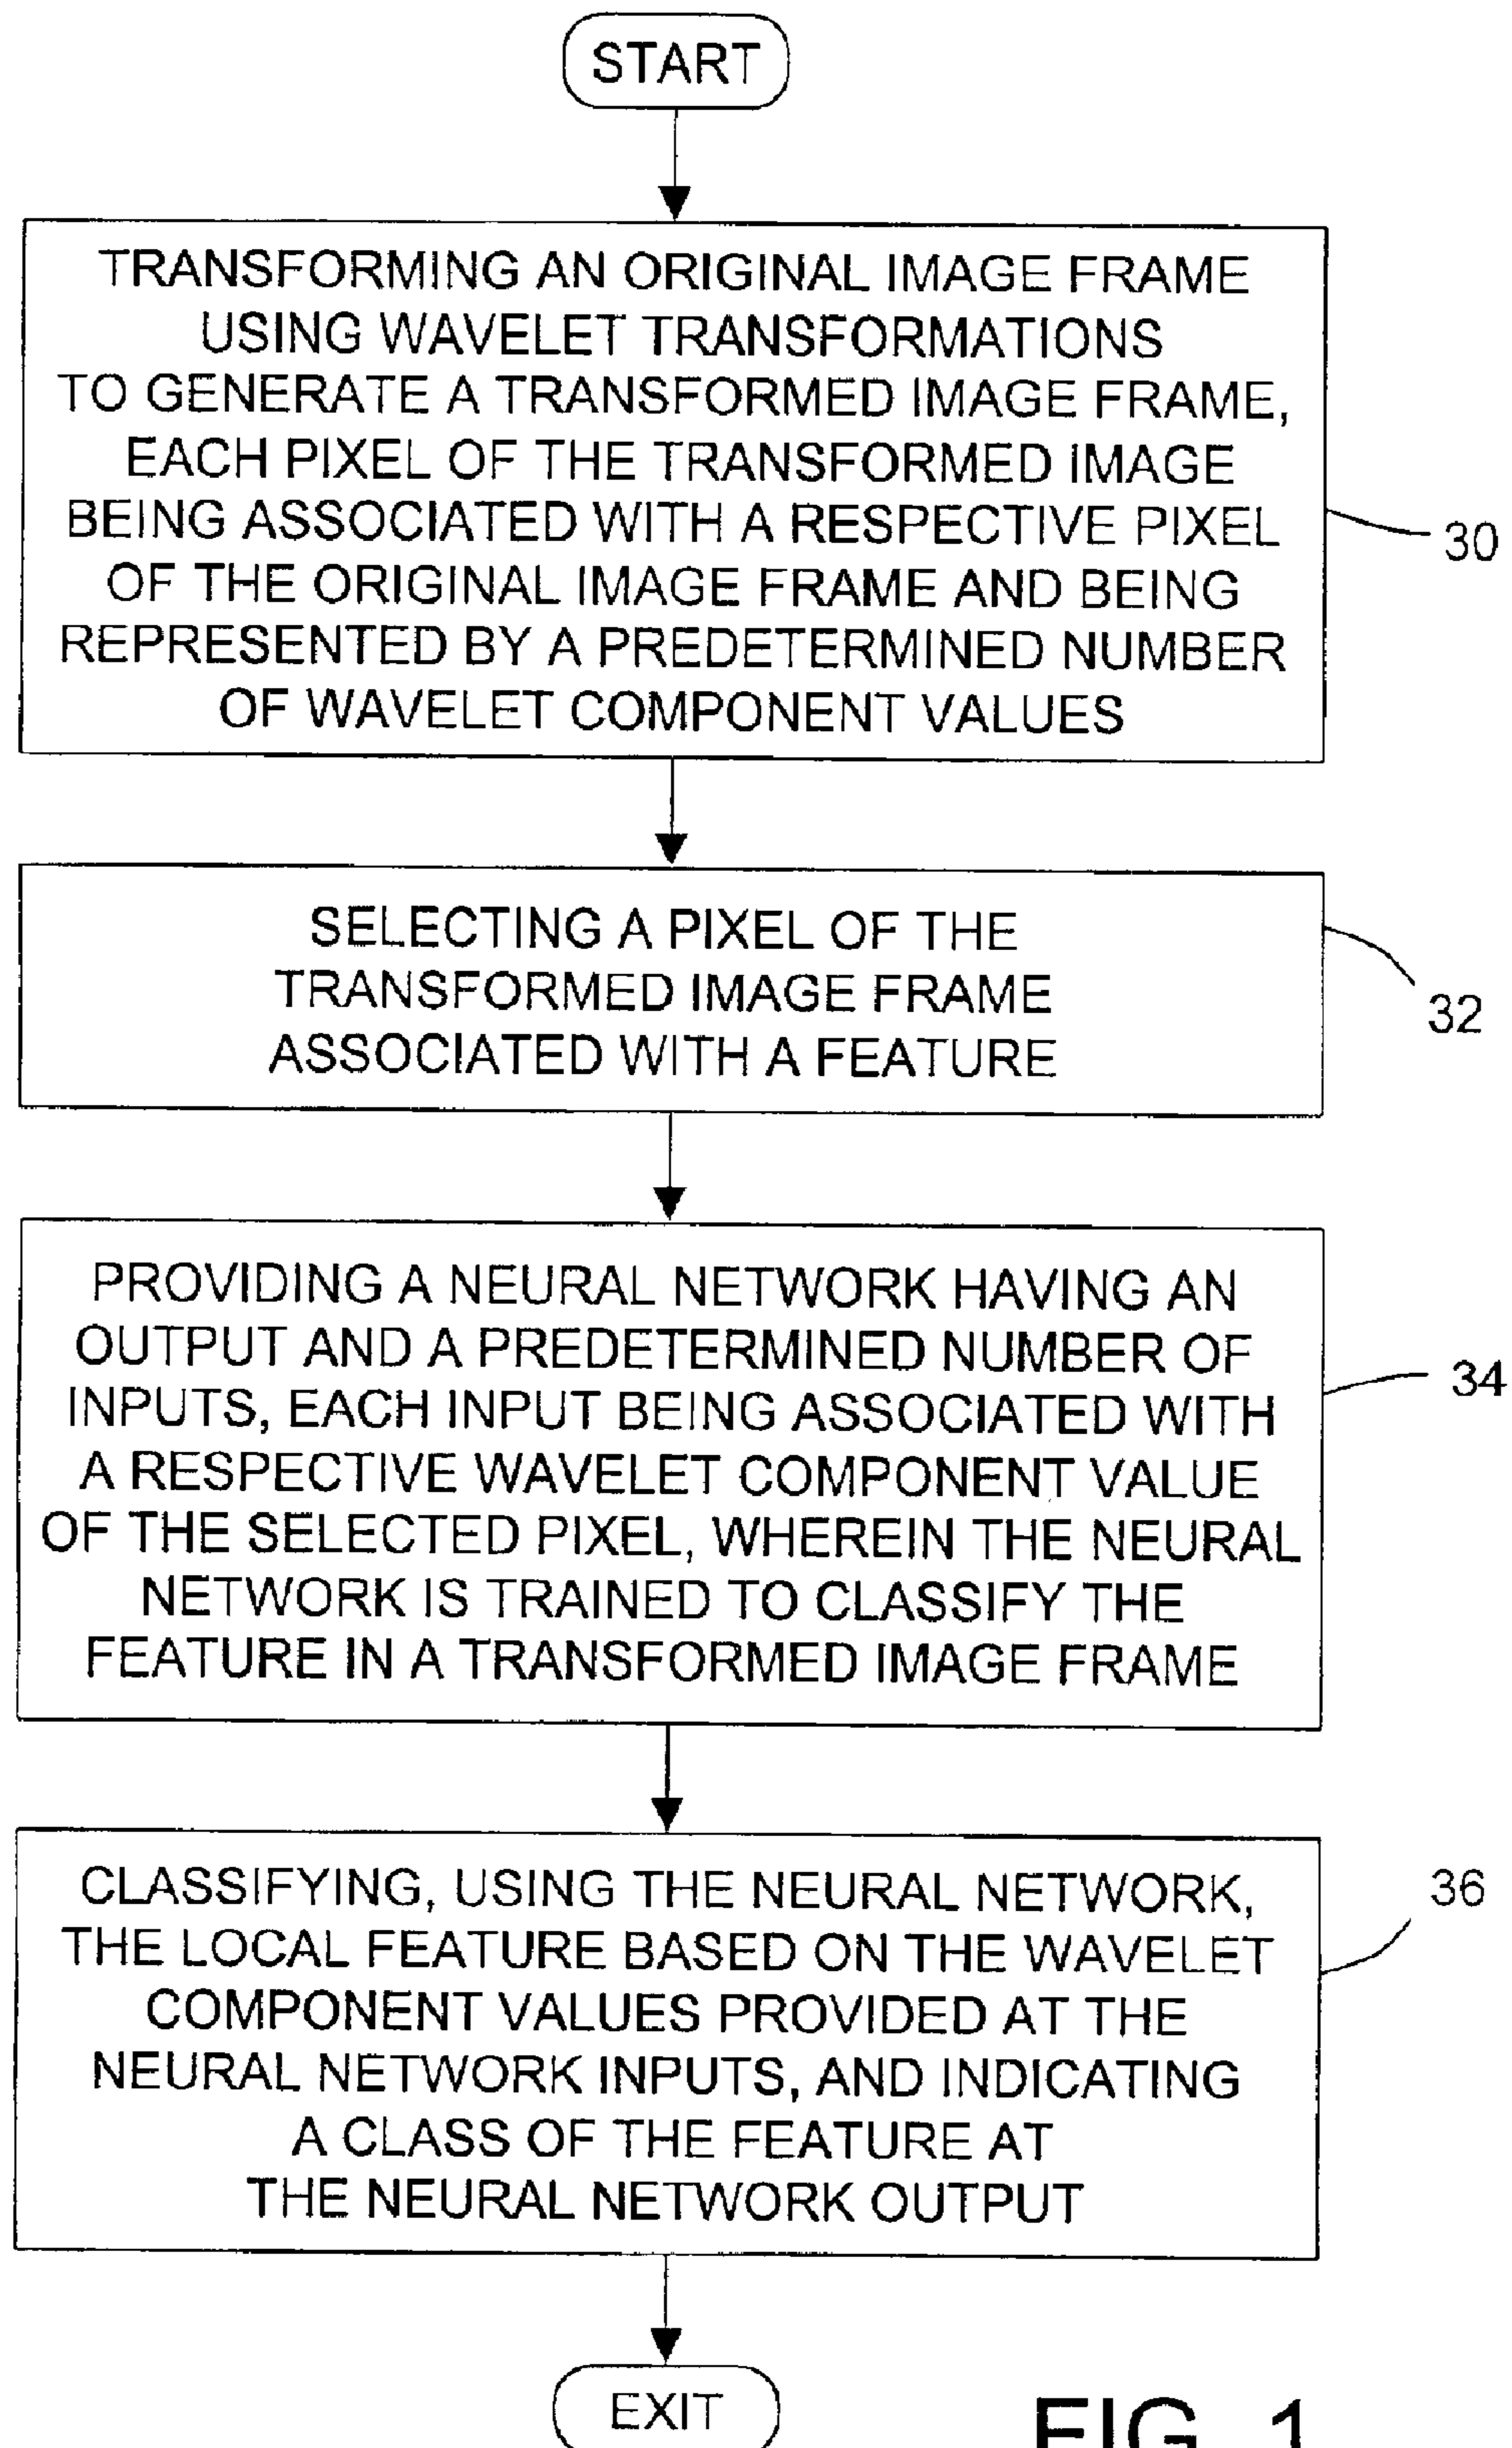 START
TRANSFORMING AN ORIGINAL IMAGE FRAME
USING WAVELET TRANSFORMATIONS
TO GENERATE A TRANSFORMED IMAGE FRAME,
EACH PIXEL OF THE TRANSFORMED IMAGE
BEING ASSOCIATED WITH A RESPECTIVE PIXEL
OF THE ORIGINAL IMAGE FRAME AND BEING
REPRESENTED BY A PREDETERMINED NUMBER
OF WAVELET COMPONENT VALUES
30
SELECTING A PIXEL OF THE
TRANSFORMED IMAGE FRAME
ASSOCIATED WITH A FEATURE
32
PROVIDING A NEURAL NETWORK HAVING AN
OUTPUT AND A PREDETERMINED NUMBER OF
INPUTS, EACH INPUT BEING ASSOCIATED WITH
A RESPECTIVE WAVELET COMPONENT VALUE
OF THE SELECTED PIXEL, WHEREIN THE NEURAL
NETWORK IS TRAINED TO CLASSIFY THE
FEATURE IN A TRANSFORMED IMAGE FRAME
34
CLASSIFYING, USING THE NEURAL NETWORK,
THE LOCAL FEATURE BASED ON THE WAVELET
COMPONENT VALUES PROVIDED AT THE
NEURAL NETWORK INPUTS, AND INDICATING
A CLASS OF THE FEATURE AT
THE NEURAL NETWORK OUTPUT
36
EXIT
FIG. 1